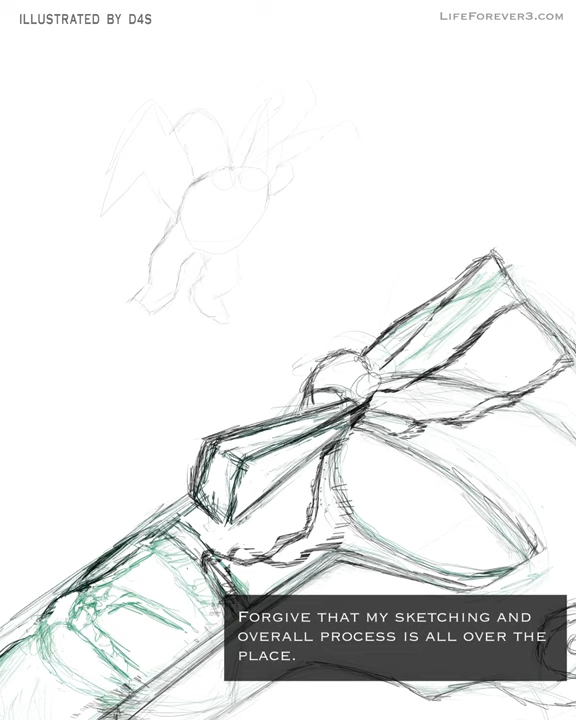 ILLUSTRATED BY D4S
LifeForever3.com
Forgive that my sketching and
overall process is all over the
place.